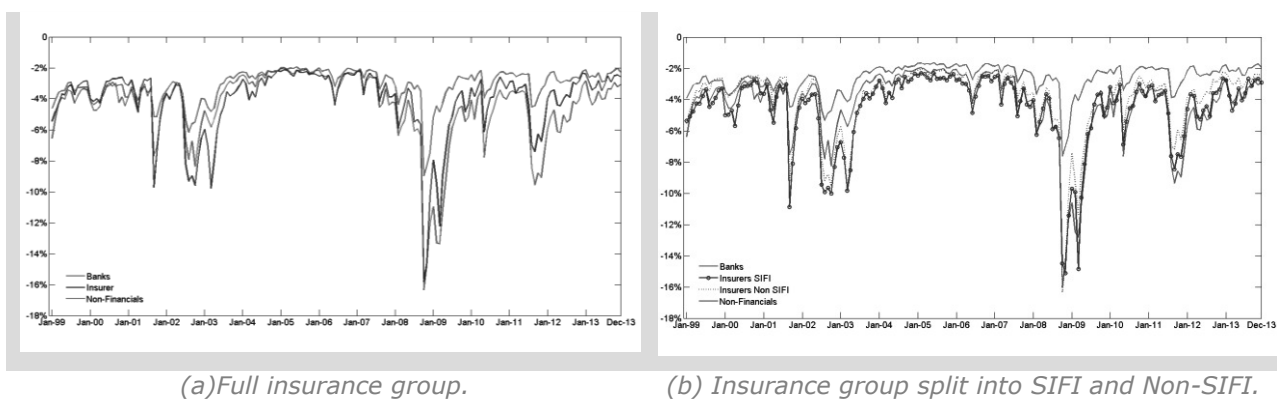 0
-2%
-4%
-6%
-8%
-10%
-12%
-14%
-16%
-18%
Banks
Insurer
Non-Financials
Jan-99 Jan-00 Jan-01 Jan-02 Jan-03 Jan-04 Jan-05 Jan-06 Jan-07 Jan-08 Jan-09 Jan-10 Jan-11 Jan-12 Jan-13 Dec-13
0
-2%
-4%
-6%
-8%
-10%
-12%
-14%
-16%
-18%
Banks
Insurers SIFI
Insurers Non SIFI
Non-Financials
Jan-99 Jan-00 Jan-01 Jan-02 Jan-03 Jan-04 Jan-05 Jan-06 Jan-07 Jan-08 Jan-09 Jan-10 Jan-11 Jan-12 Jan-13 Dec-13
(a)Full insurance group.
(b) Insurance group split into SIFI and Non-SIFI.